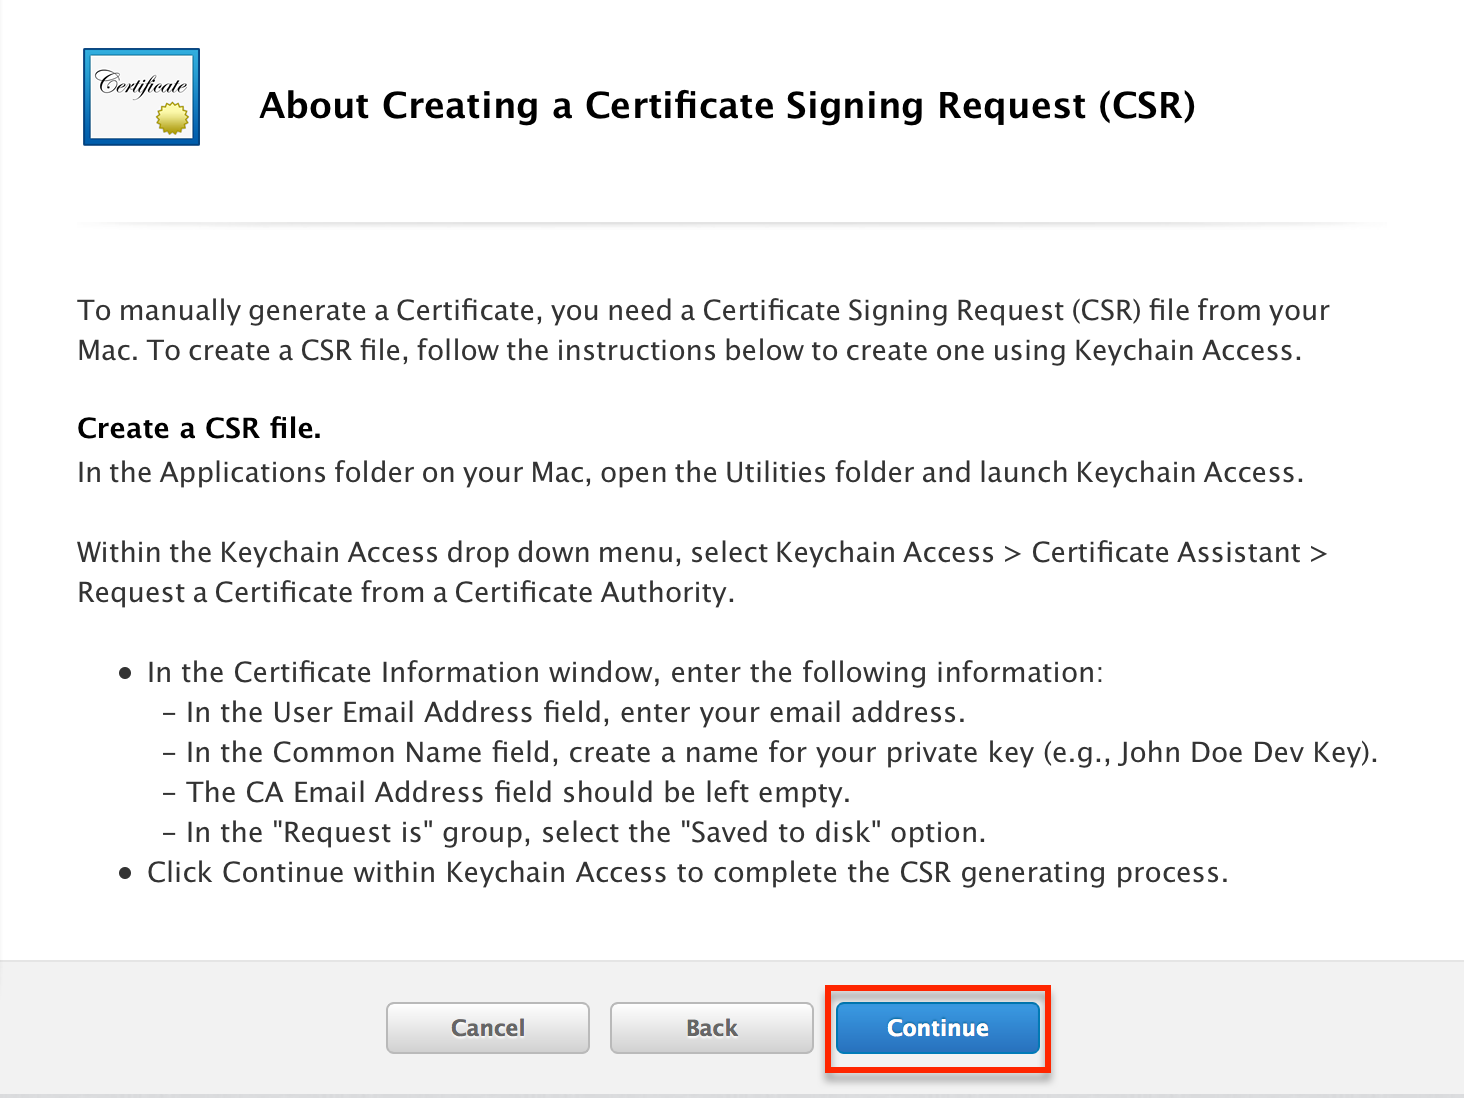 Certificate
About Creating a Certificate Signing Request (CSR)
To manually generate a Certificate, you need a Certificate Signing Request (CSR) file from your
Mac. To create a CSR file, follow the instructions below to create one using Keychain Access.
Create a CSR file.
In the Applications folder on your Mac, open the Utilities folder and launch Keychain Access.
Within the Keychain Access drop down menu, select Keychain Access > Certificate Assistant >
Request a Certificate from a Certificate Authority.
● In the Certificate Information window, enter the following information:
– In the User Email Address field, enter your email address.
– In the Common Name field, create a name for your private key (e.g., John Doe Dev Key).
– The CA Email Address field should be left empty.
– In the "Request is" group, select the "Saved to disk" option.
● Click Continue within Keychain Access to complete the CSR generating process.
Cancel
Back
Continue